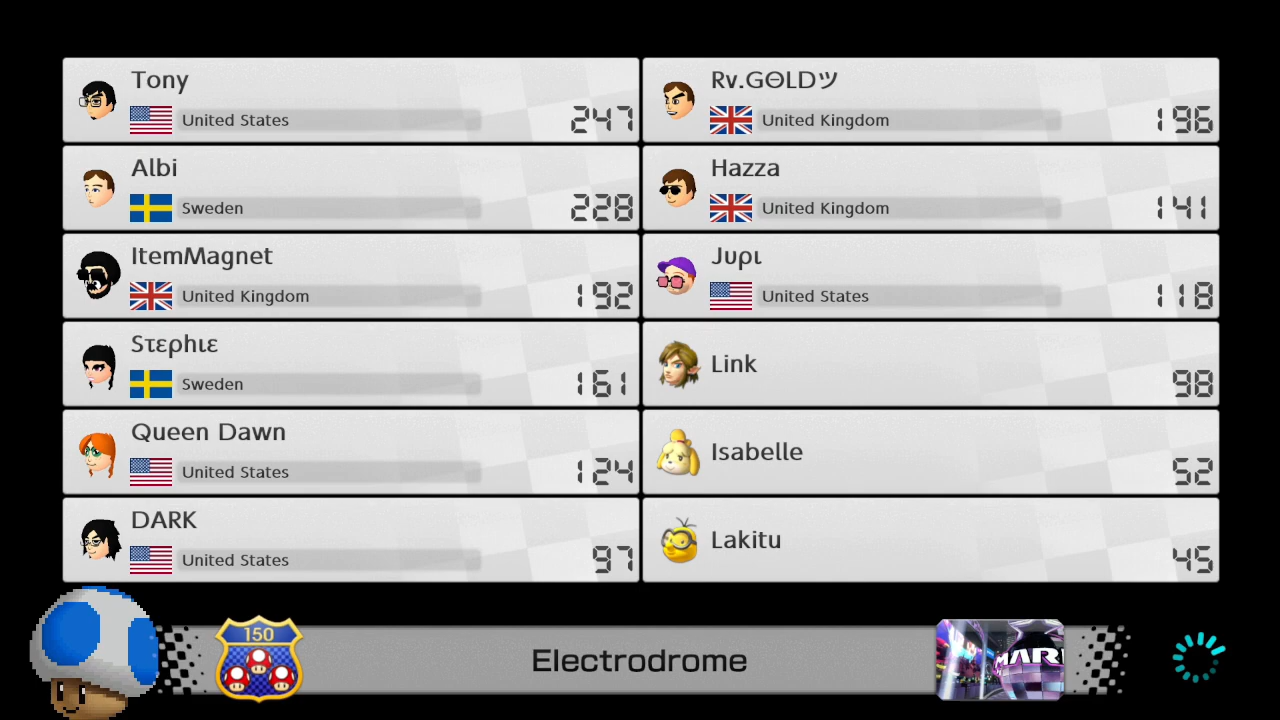 Tony
United States
247
Albi
Sweden
228
ItemMagnet
United Kingdom
192
Sτερhιε
Sweden
161
Queen Dawn
United States
124
DARK
United States
97
Rv.GΘLDツ
United Kingdom
196
Hazza
United Kingdom
141
Jυρι
United States
118
Link
98
Isabelle
52
Lakitu
45
150
Electrodrome
MARI